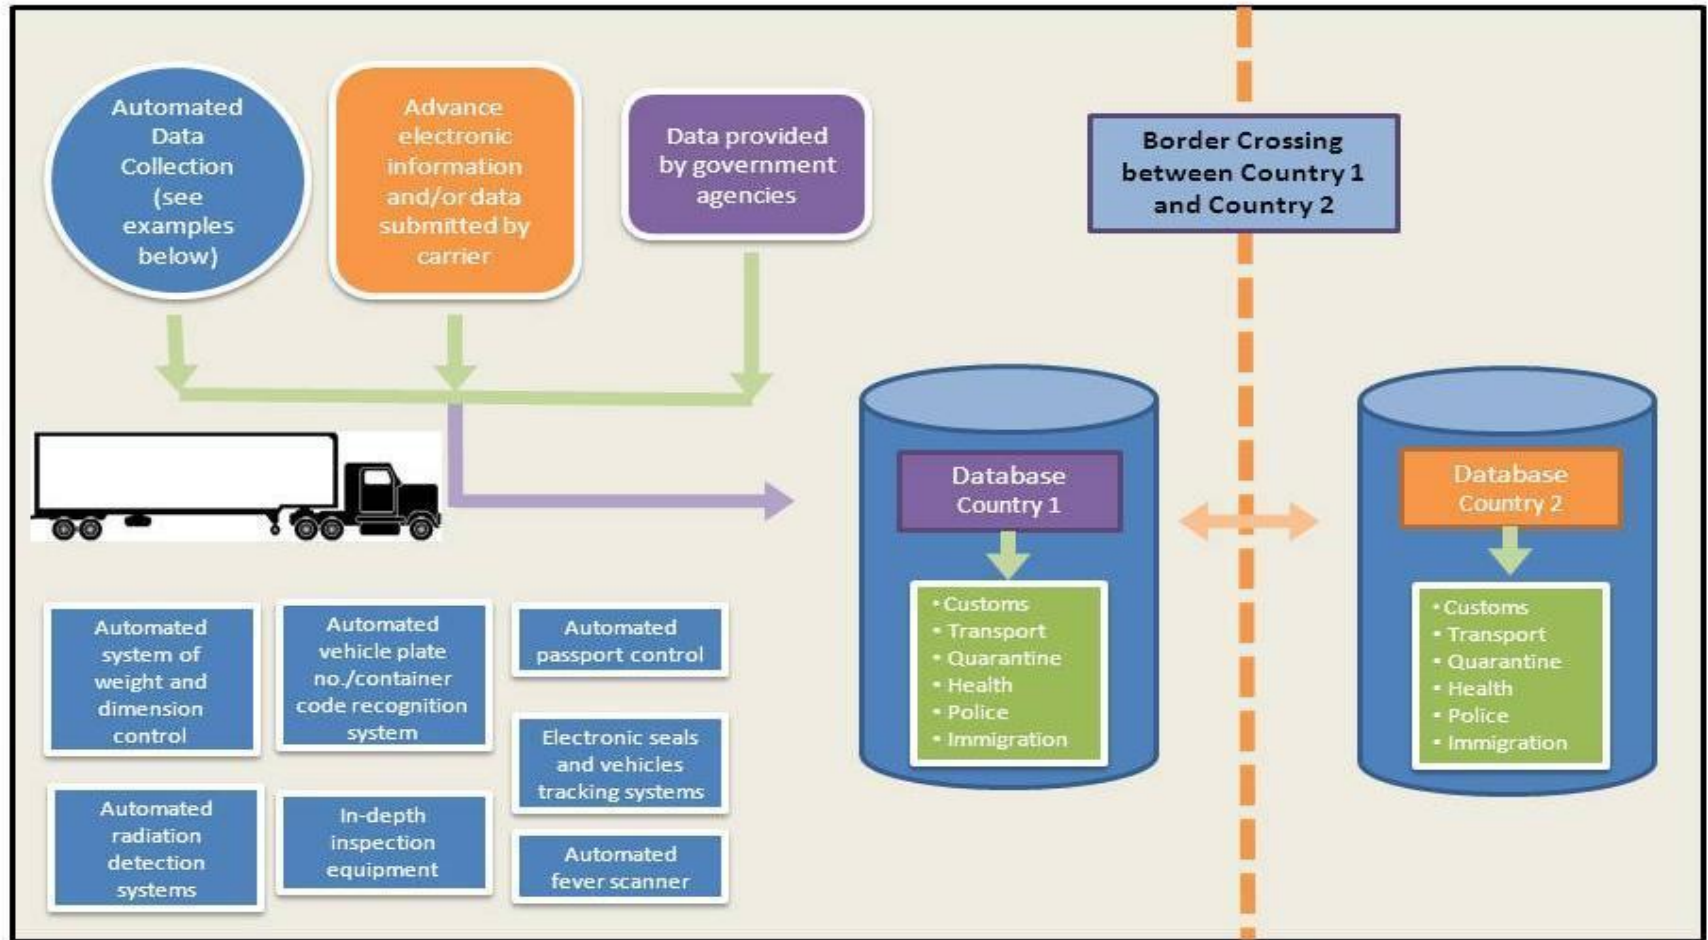 Automated
Data
Collection
(see
examples
below)
Advance
electronic
information
and/or data
submitted by
carrier
Data provided
by government
agencies
Border Crossing
between Country 1
and Country 2
Database
Country 1
• Customs
• Transport
• Quarantine
• Health
• Police
• Immigration
Database
Country 2
• Customs
• Transport
• Quarantine
• Health
• Police
• Immigration
Automated
system of
weight and
dimension
control
Automated
vehicle plate
no./container
code recognition
system
Automated
passport control
Electronic seals
and vehicles
tracking systems
Automated
radiation
detection
systems
In-depth
inspection
equipment
Automated
fever scanner